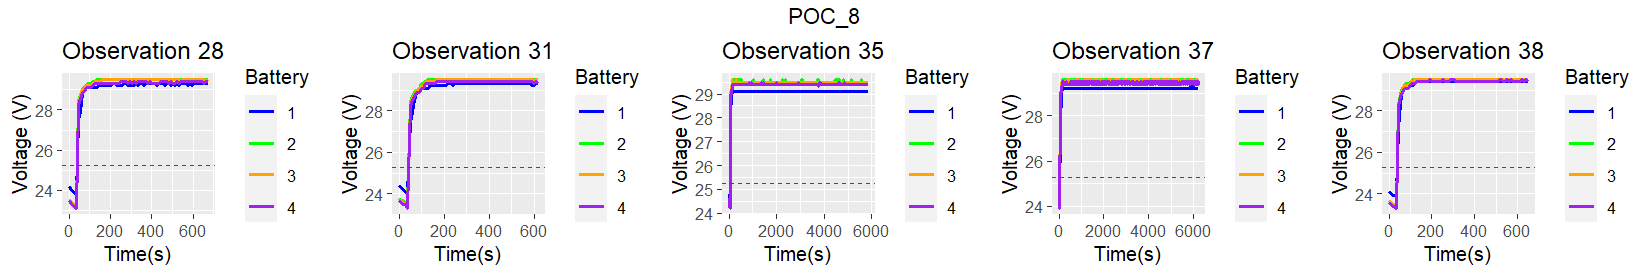 POC_8
Observation 28
Observation 31
Observation 35
Observation 37
Observation 38
Voltage (V)
28
26
24
0
200
400
600
Time(s)
Battery
1
2
3
4
Voltage (V)
28
26
24
0
200
400
600
Time(s)
Battery
1
2
3
4
Voltage (V)
29
28
27
26
25
24
0
2000
4000
6000
Time(s)
Battery
1
2
3
4
Voltage (V)
28
26
24
0
2000
4000
6000
Time(s)
Battery
1
2
3
4
Voltage (V)
28
26
24
0
200
400
600
Time(s)
Battery
1
2
3
4